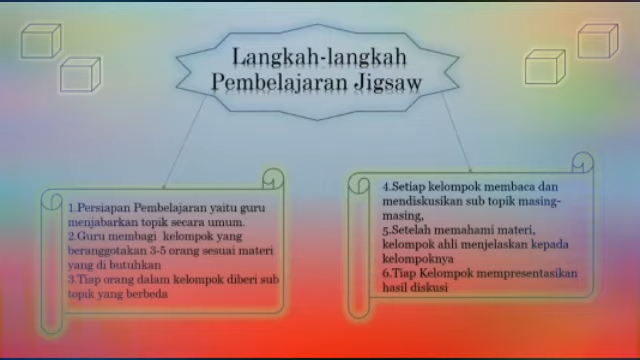 Langkah-langkah
Pembelajaran Jigsaw
1.Persiapan Pembelajaran yaitu guru
menjabarkan topik secara umum.
2.Guru membagi kelompok yang
beranggotakan 3-5 orang sesuai materi
yang di butuhkan
3.Tiap orang dalam kelompok diberi sub
topik yang berbeda
4.Setiap kelompok membaca dan
mendiskusikan sub topik masing-
masing,
5.Setelah memahami materi,
kelompok ahli menjelaskan kepada
kelompoknya
6.Tiap Kelompok mempresentasikan
hasil diskusi